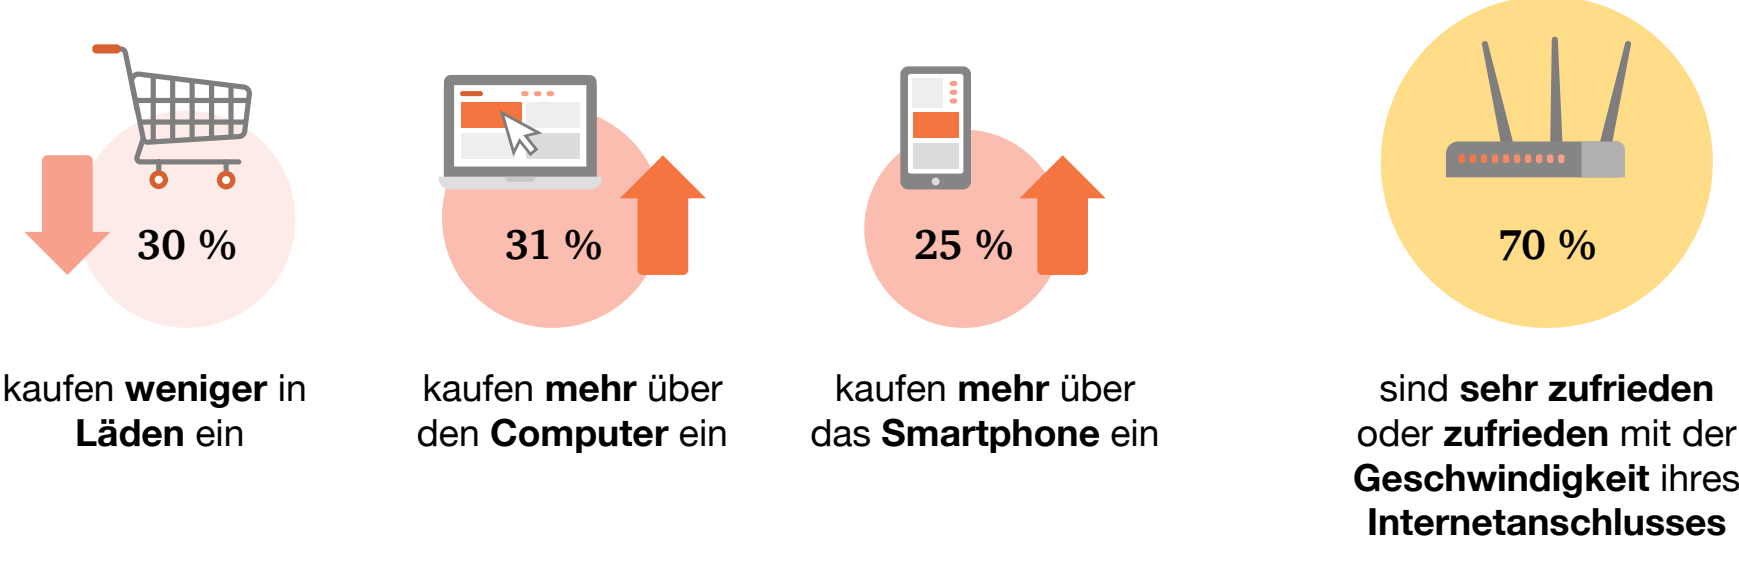 30 %
kaufen weniger in
Läden ein
31 %
kaufen mehr über
den Computer ein
25 %
kaufen mehr über
das Smartphone ein
70 %
sind sehr zufrieden
oder zufrieden mit der
Geschwindigkeit ihres
Internetanschlusses